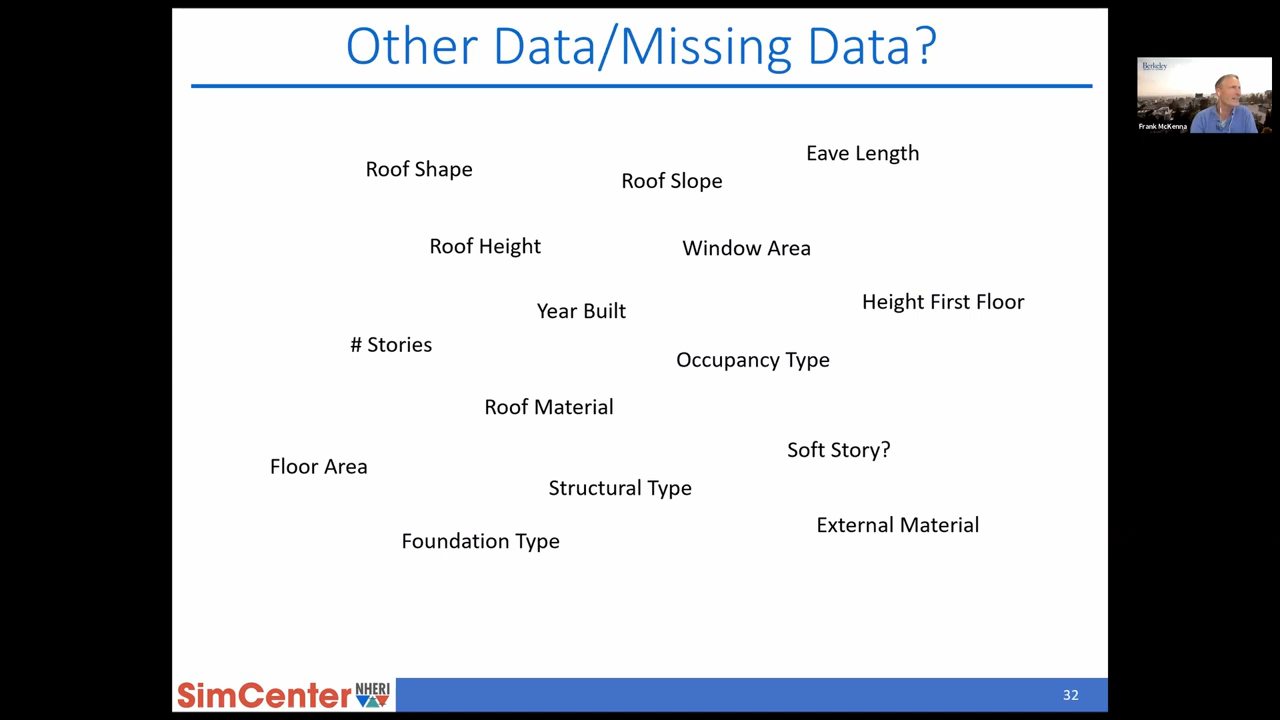 Other Data/Missing Data?
Berkeley
Frank McKenna
Eave Length
Roof Shape
Roof Slope
Roof Height
Window Area
Height First Floor
Year Built
# Stories
Occupancy Type
Roof Material
Soft Story?
Floor Area
Structural Type
External Material
Foundation Type
SimCenter
NHERI
32